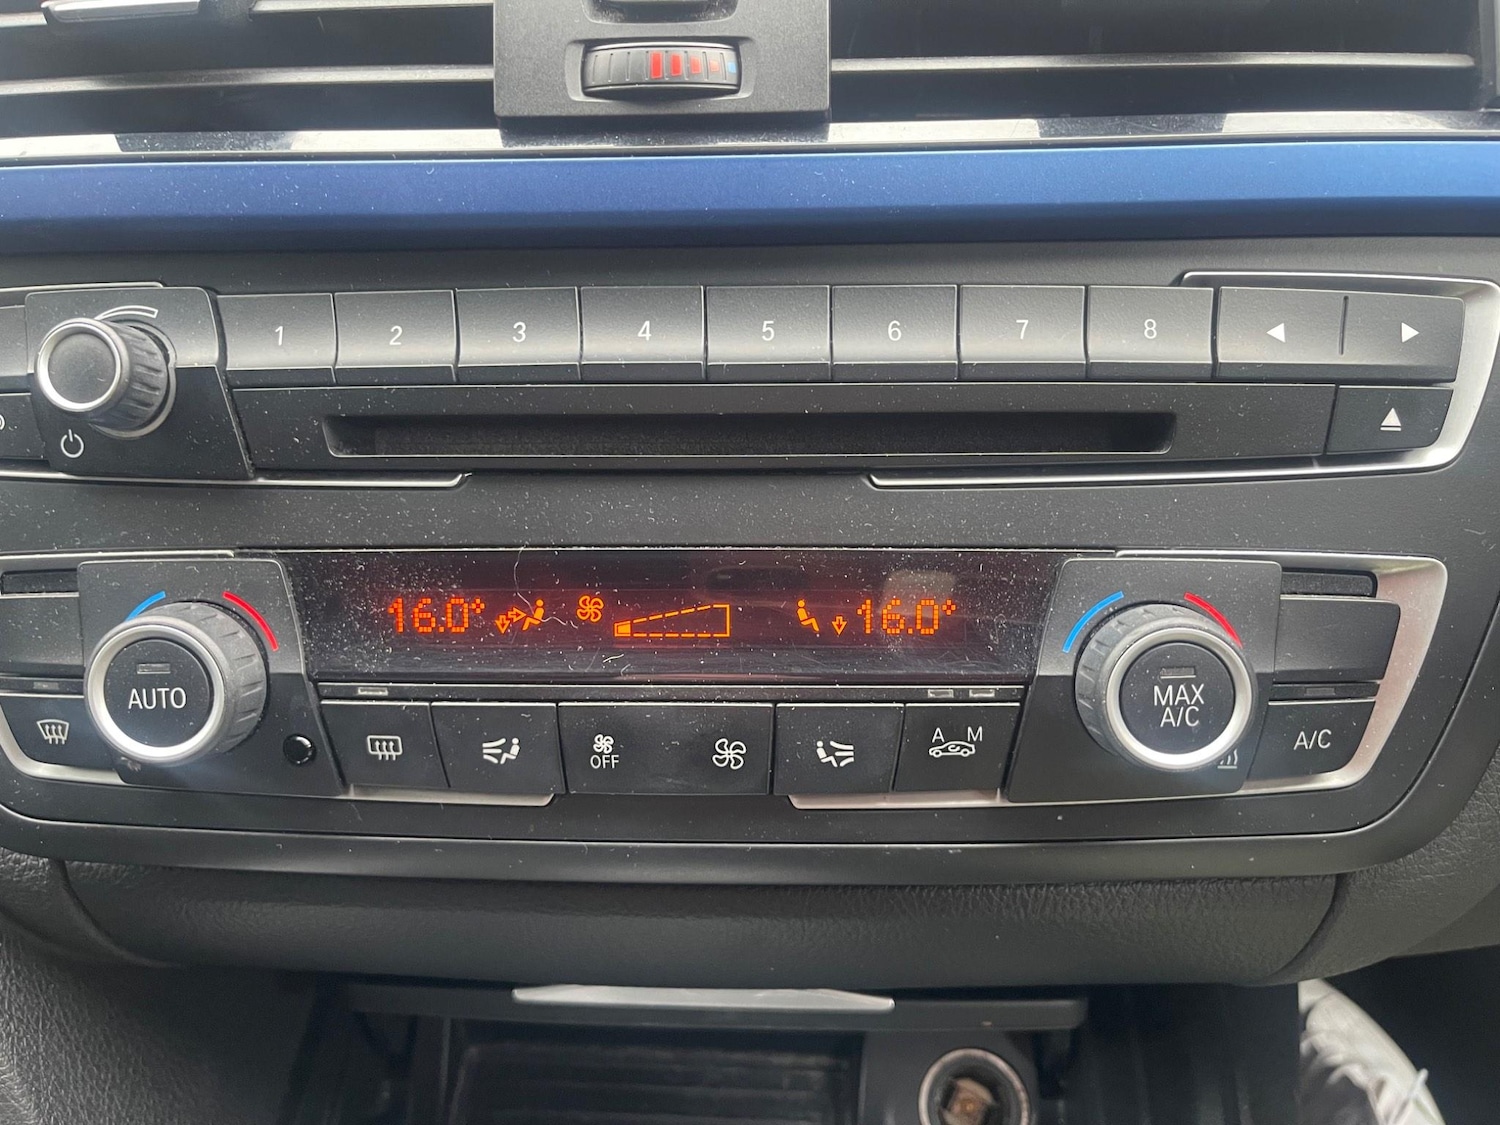 1 2 3 4 5 6 7 8
16.0° 16.0°
AUTO
OFF
A M
MAX
A/C
A/C